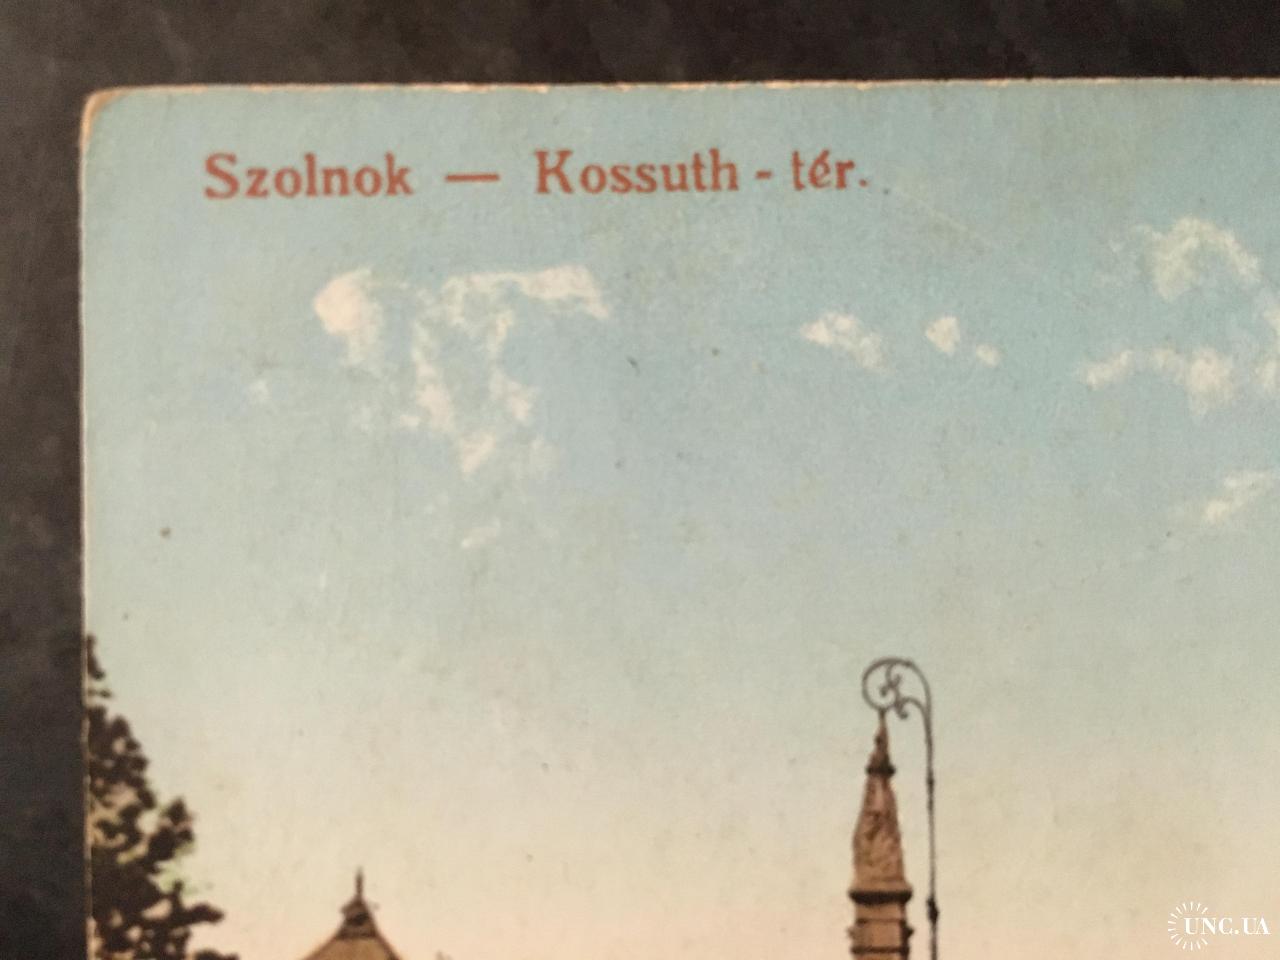 Szolnok — Kossuth - tér.
UNC.UA